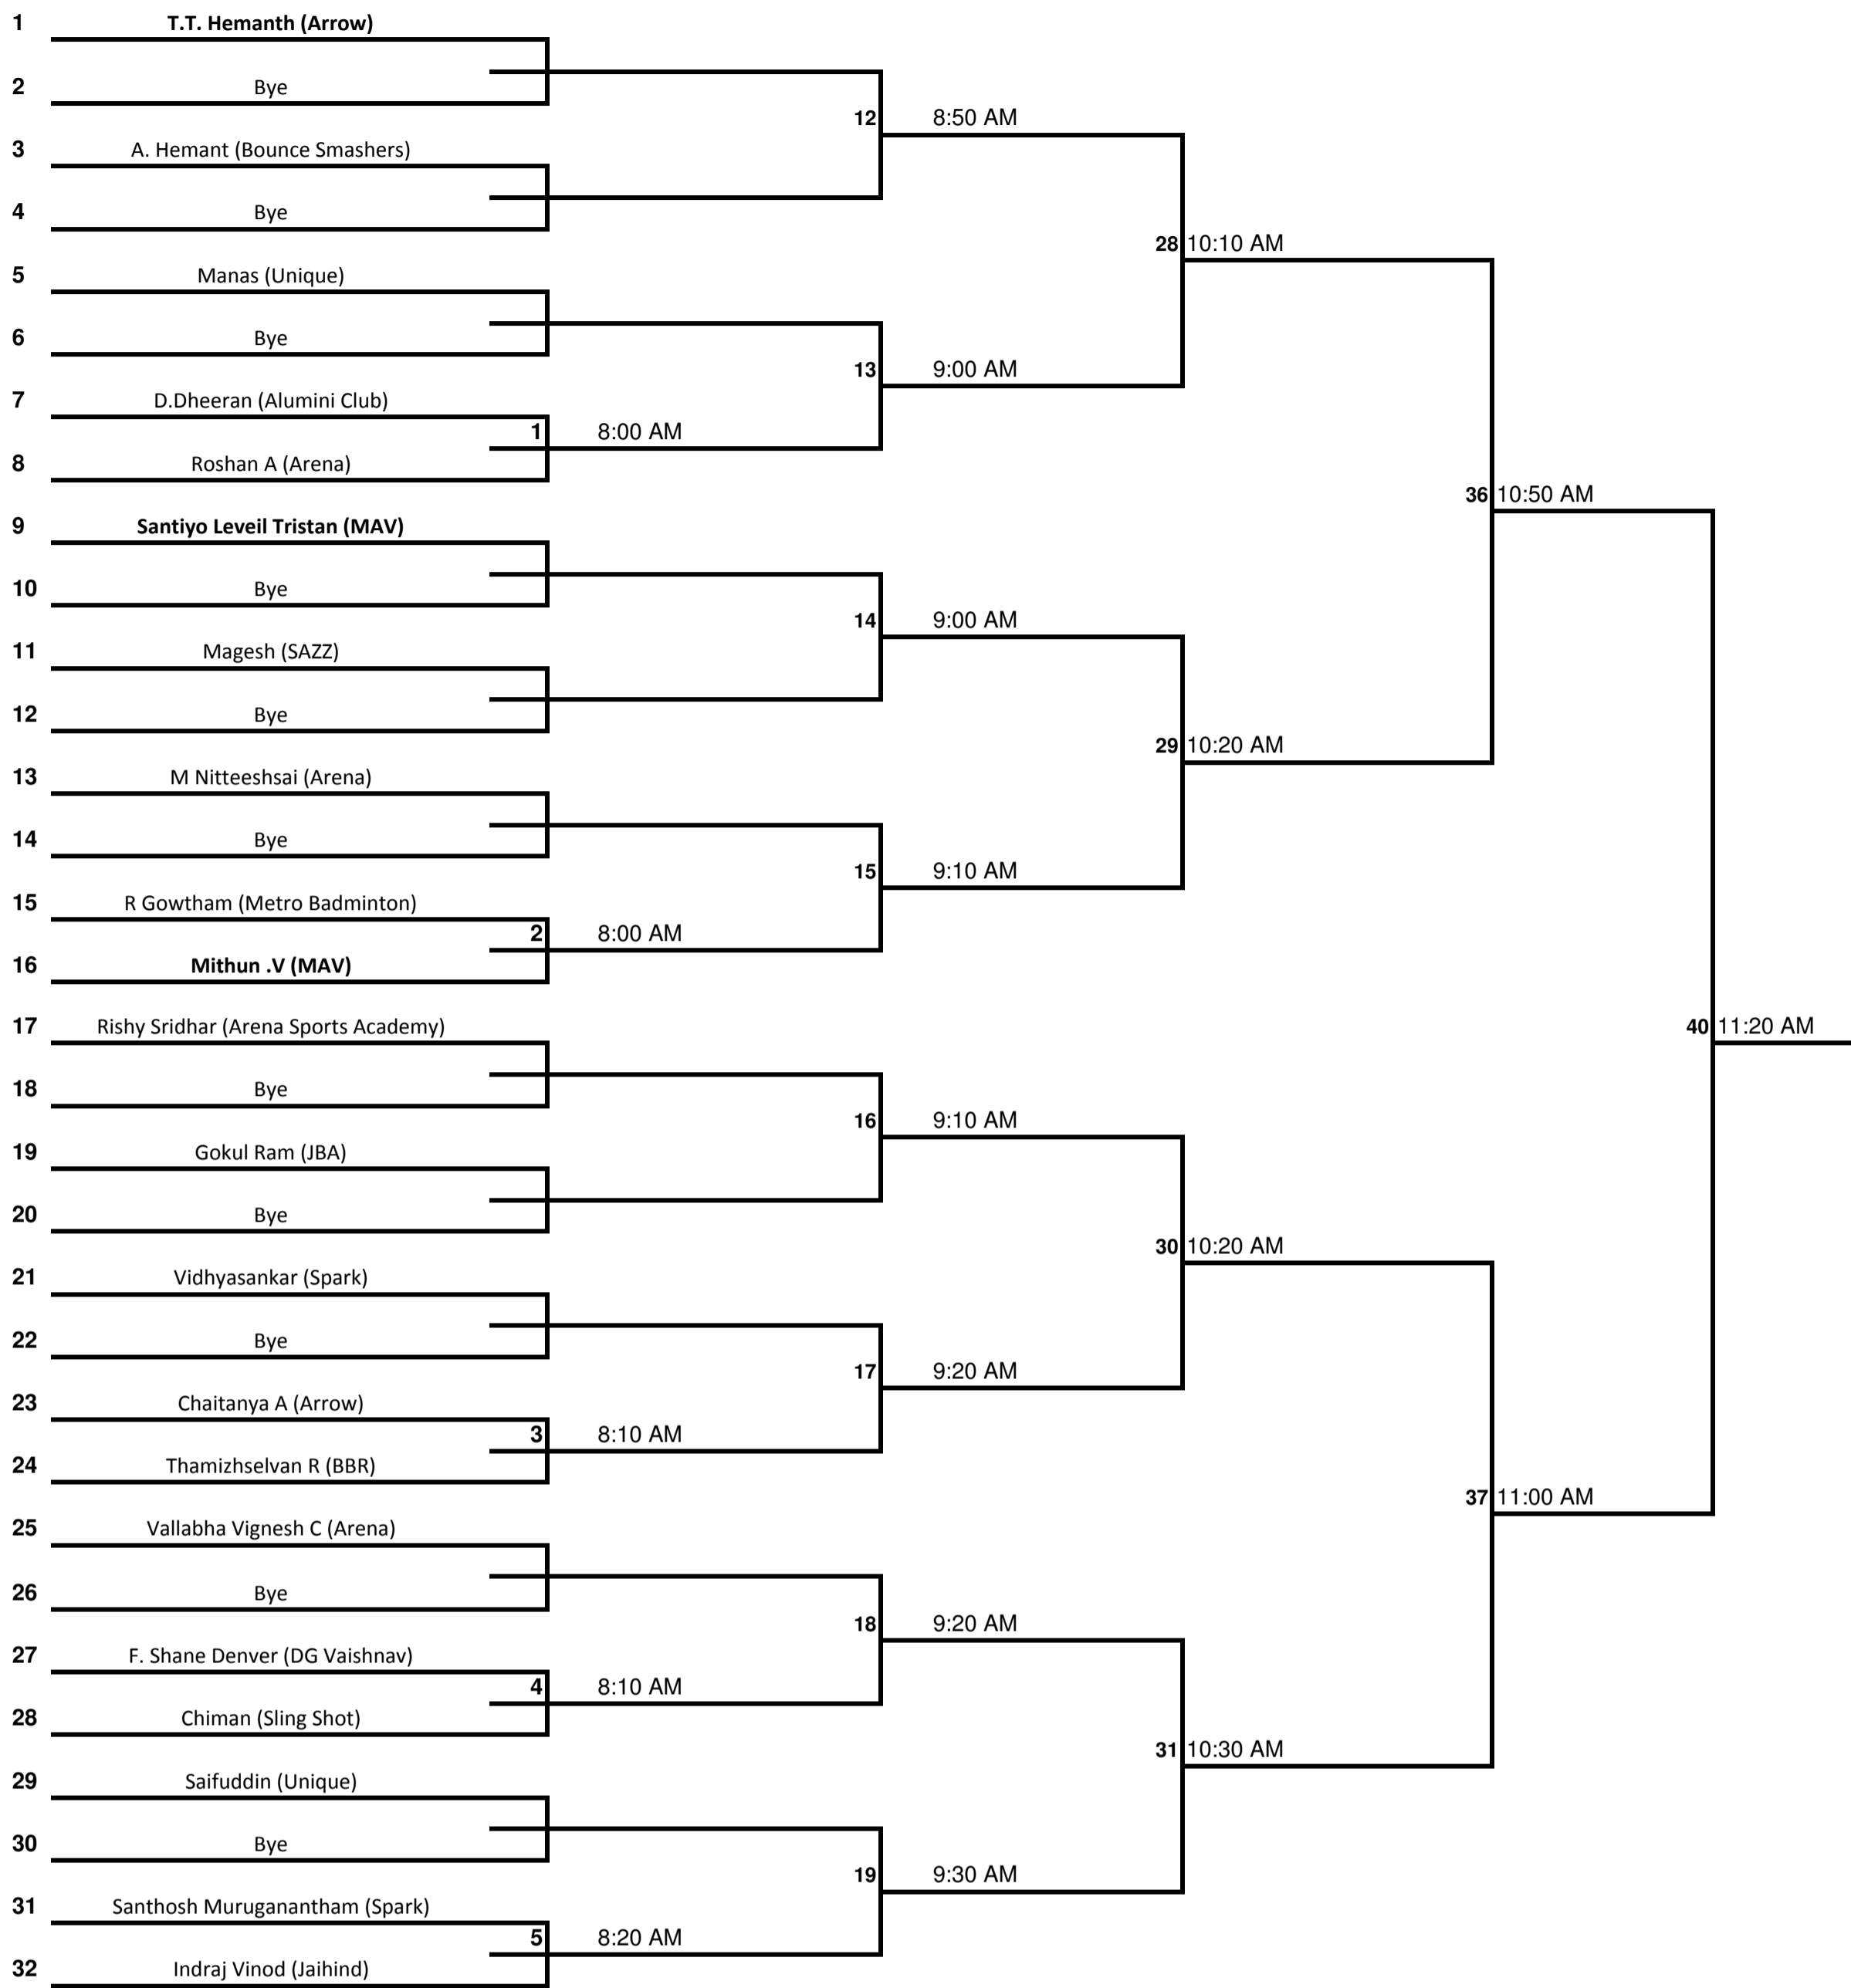 1 T.T. Hemanth (Arrow)
2 Bye
12 8:50 AM
3 A. Hemant (Bounce Smashers)
4 Bye
28 10:10 AM
5 Manas (Unique)
6 Bye
13 9:00 AM
7 D.Dheeran (Alumini Club)
1 8:00 AM
8 Roshan A (Arena)
36 10:50 AM
9 Santiyo Leveil Tristan (MAV)
10 Bye
14 9:00 AM
11 Magesh (SAZZ)
12 Bye
29 10:20 AM
13 M Nitteeshsai (Arena)
14 Bye
15 9:10 AM
15 R Gowtham (Metro Badminton)
2 8:00 AM
16 Mithun .V (MAV)
17 Rishy Sridhar (Arena Sports Academy)
40 11:20 AM
18 Bye
16 9:10 AM
19 Gokul Ram (JBA)
20 Bye
30 10:20 AM
21 Vidhyasankar (Spark)
22 Bye
17 9:20 AM
23 Chaitanya A (Arrow)
3 8:10 AM
24 Thamizhselvan R (BBR)
37 11:00 AM
25 Vallabha Vignesh C (Arena)
26 Bye
18 9:20 AM
27 F. Shane Denver (DG Vaishnav)
4 8:10 AM
28 Chiman (Sling Shot)
31 10:30 AM
29 Saifuddin (Unique)
30 Bye
19 9:30 AM
31 Santhosh Muruganantham (Spark)
5 8:20 AM
32 Indraj Vinod (Jaihind)